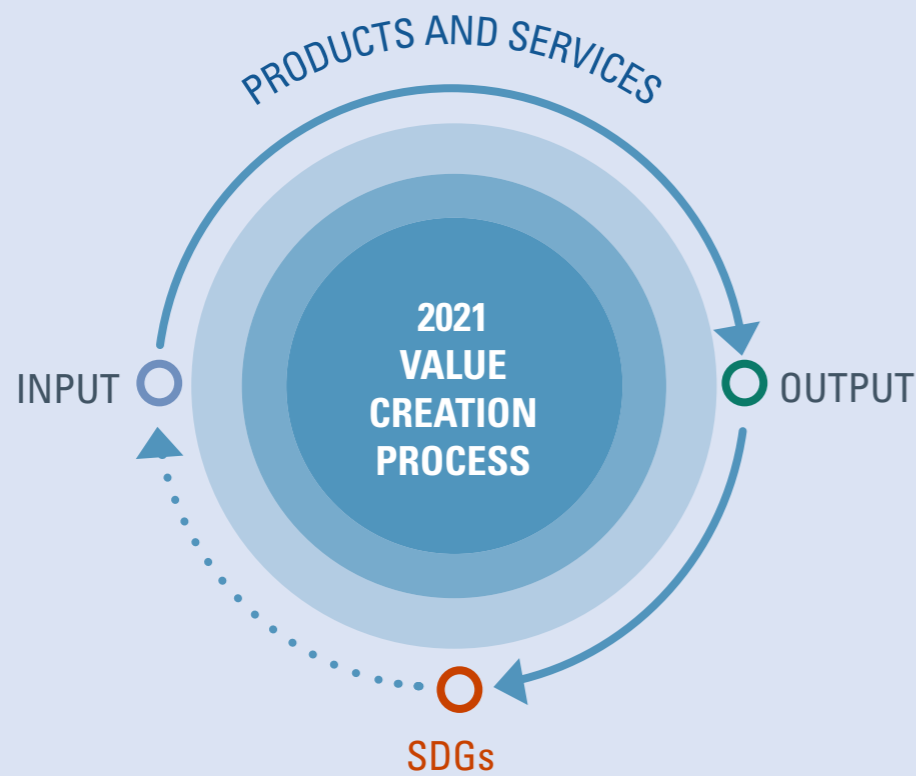 PRODUCTS AND SERVICES
2021
VALUE
CREATION
PROCESS
INPUT
OUTPUT
SDGs